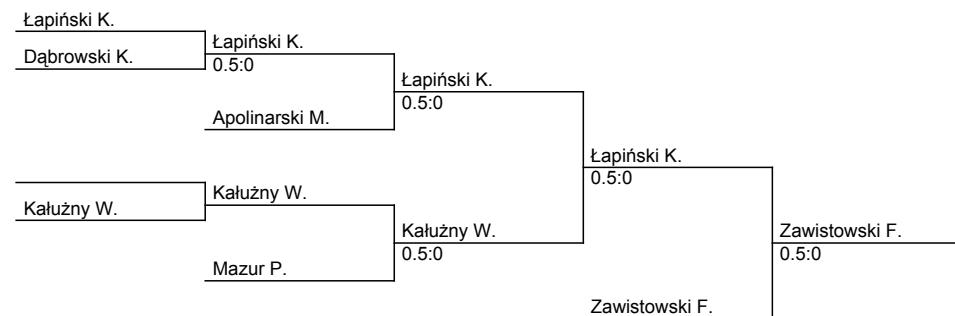 Łapiński K.
Dąbrowski K.
Łapiński K.
0.5:0
Apolinarski M.
Łapiński K.
0.5:0
Kałużny W.
Kałużny W.
Mazur P.
Kałużny W.
0.5:0
Łapiński K.
0.5:0
Zawistowski F.
Zawistowski F.
0.5:0